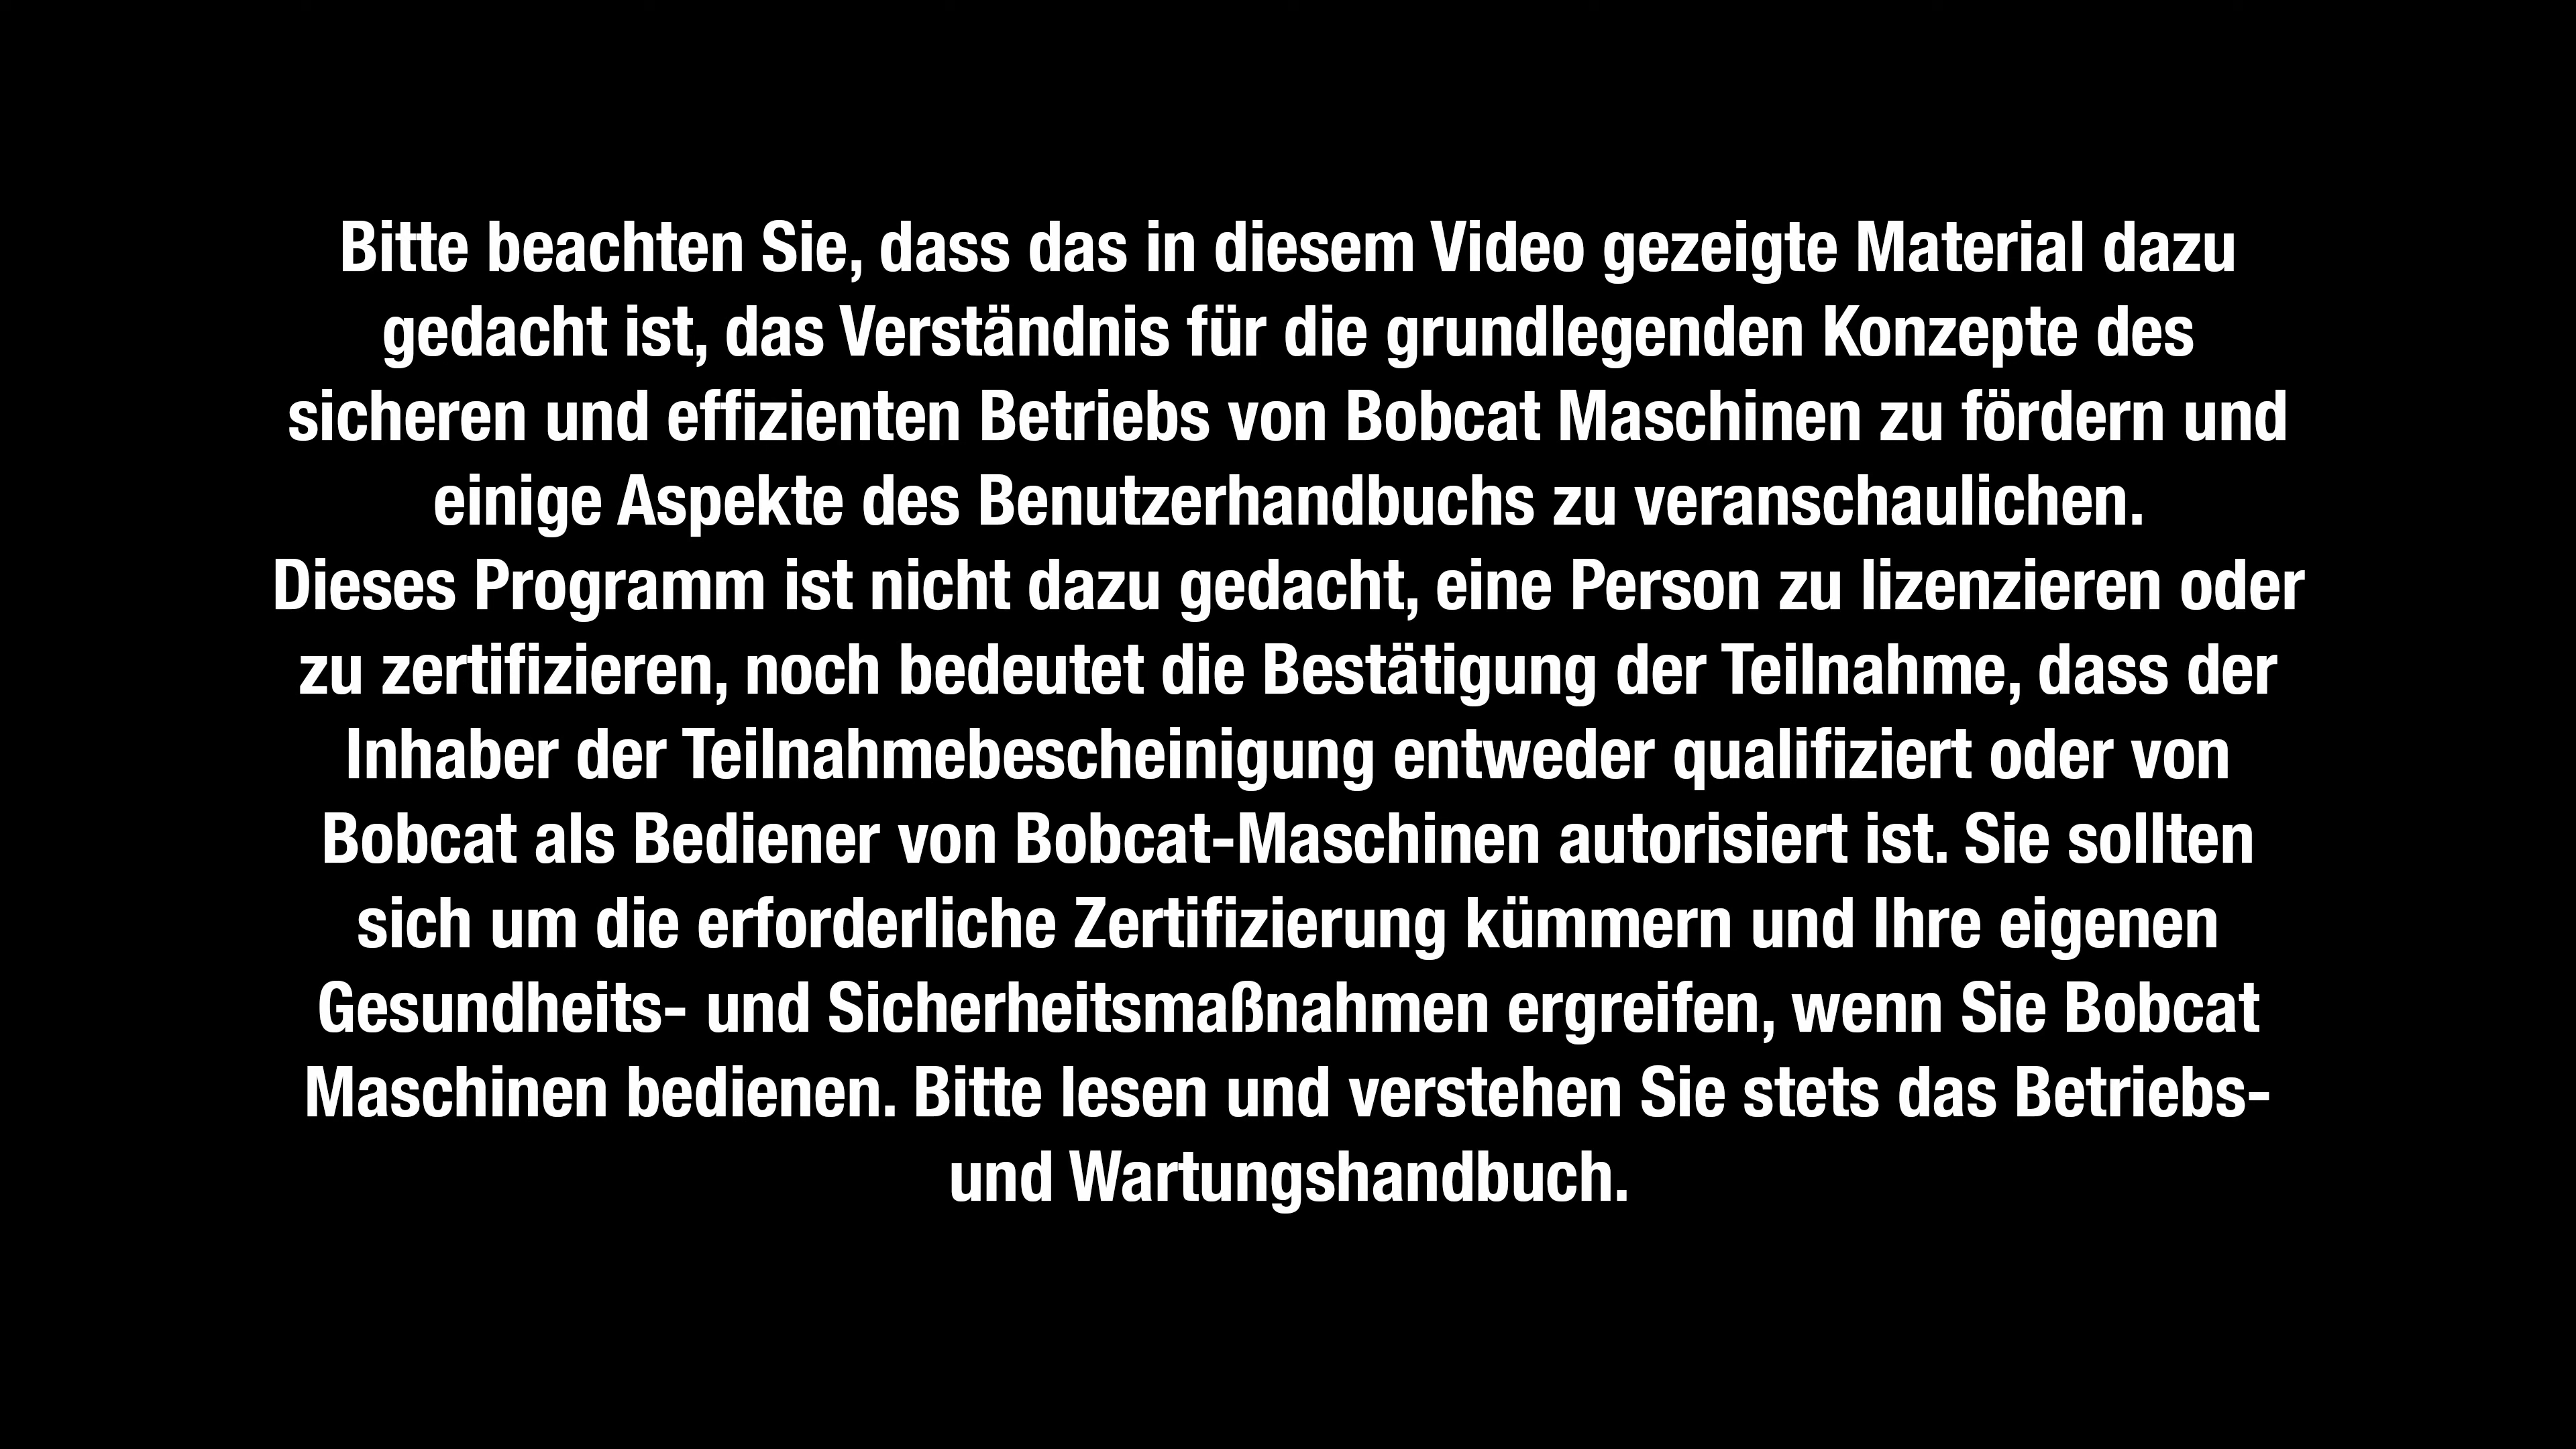 Bitte beachten Sie, dass das in diesem Video gezeigte Material dazu
gedacht ist, das Verständnis für die grundlegenden Konzepte des
sicheren und effizienten Betriebs von Bobcat Maschinen zu fördern und
einige Aspekte des Benutzerhandbuchs zu veranschaulichen.
Dieses Programm ist nicht dazu gedacht, eine Person zu lizenzieren oder
zu zertifizieren, noch bedeutet die Bestätigung der Teilnahme, dass der
Inhaber der Teilnahmebescheinigung entweder qualifiziert oder von
Bobcat als Bediener von Bobcat-Maschinen autorisiert ist. Sie sollten
sich um die erforderliche Zertifizierung kümmern und Ihre eigenen
Gesundheits- und Sicherheitsmaßnahmen ergreifen, wenn Sie Bobcat
Maschinen bedienen. Bitte lesen und verstehen Sie stets das Betriebs-
und Wartungshandbuch.